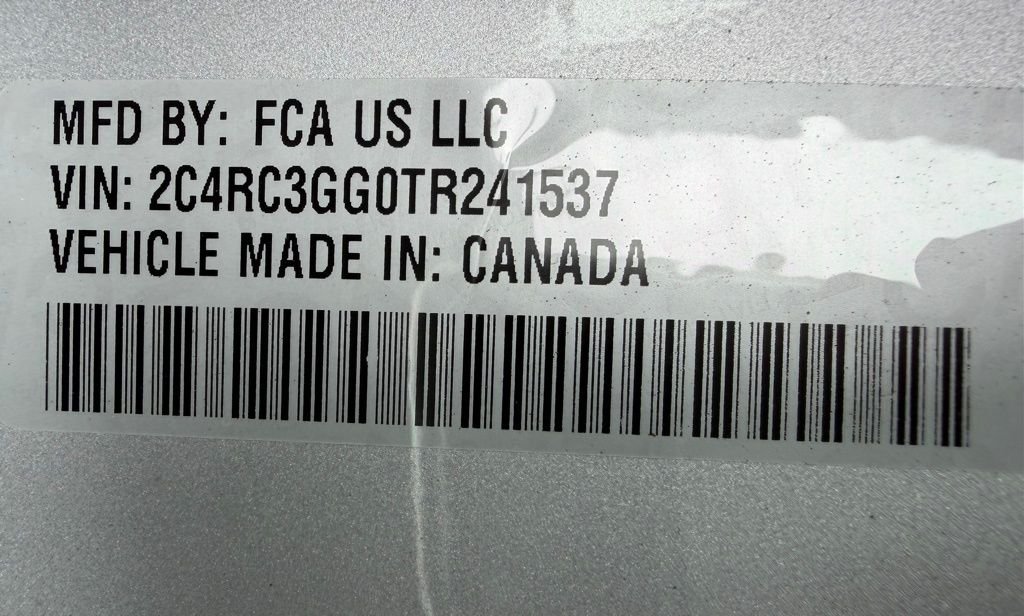 MFD BY: FCA US LLC
VIN: 2C4RC3GG0TR241537
VEHICLE MADE IN: CANADA